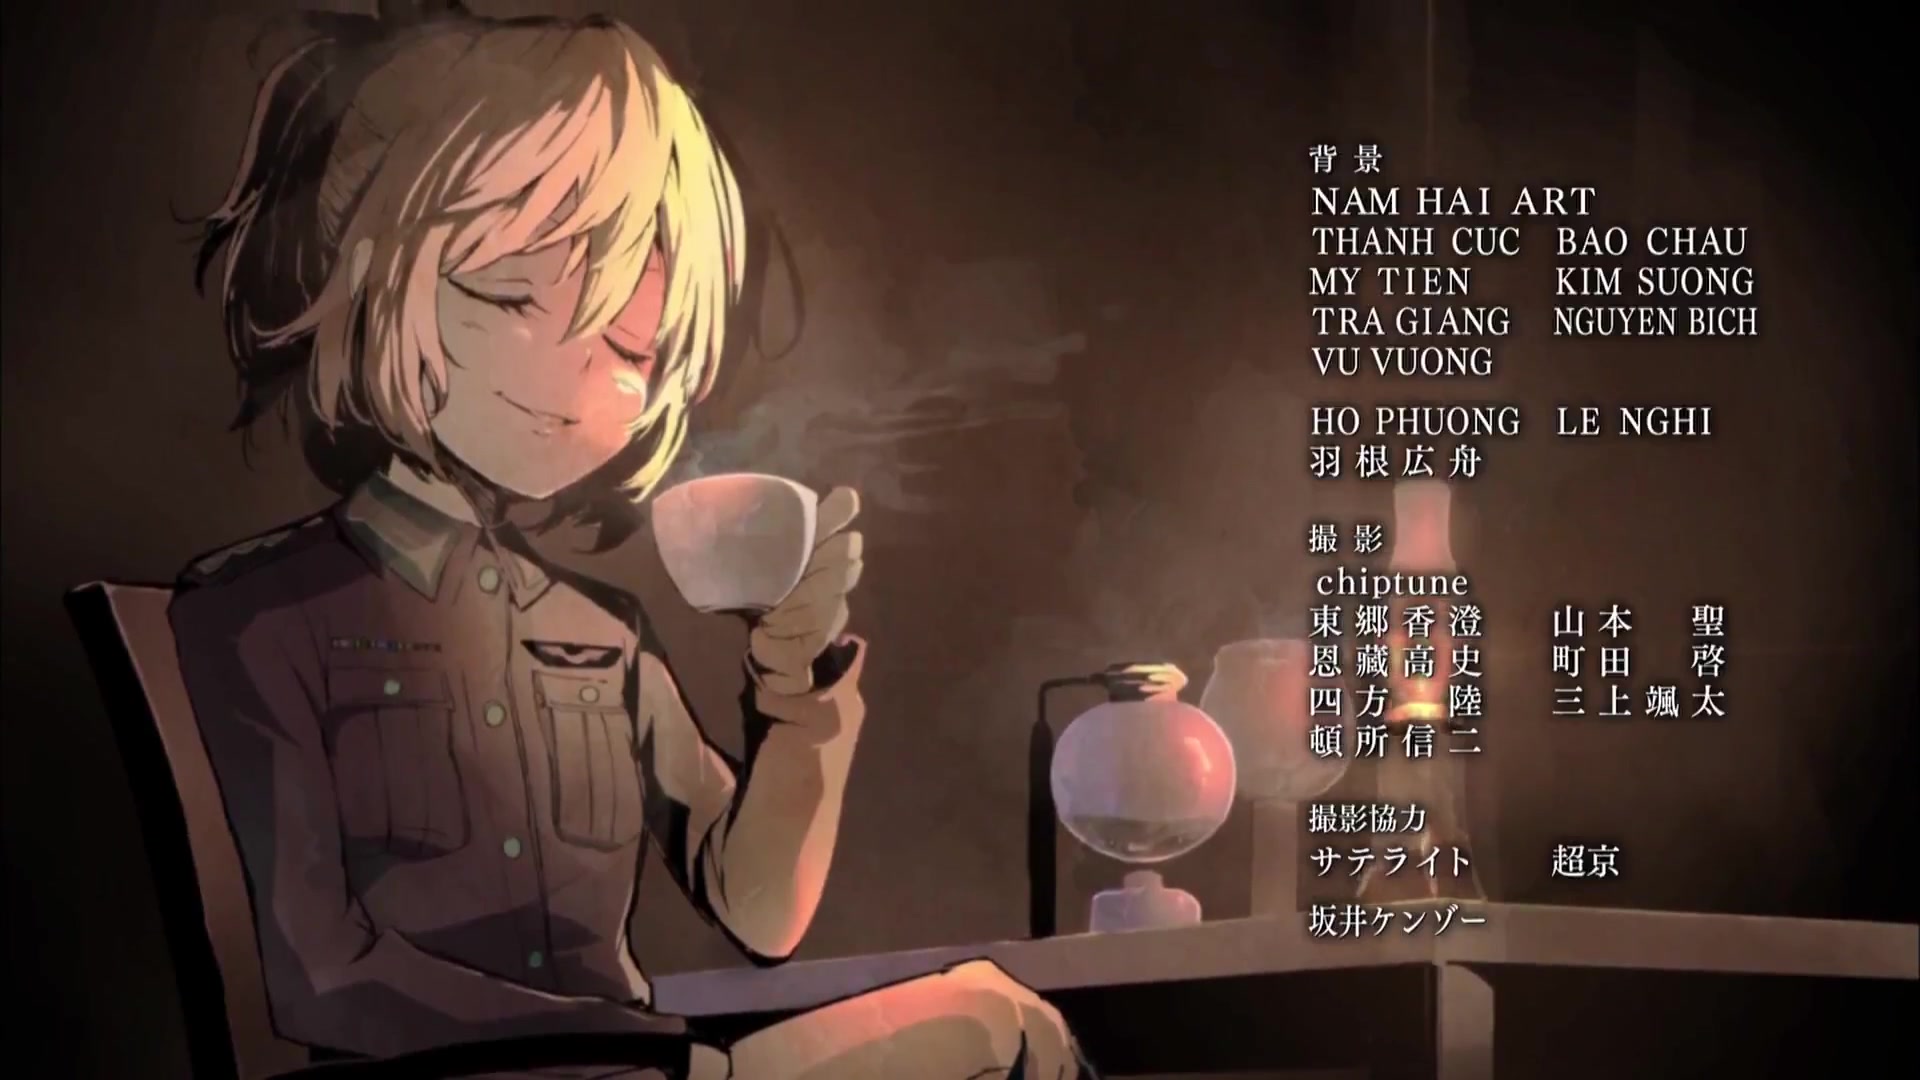 背景
NAM HAI ART
THANH CUC BAO CHAU
MY TIEN KIM SUONG
TRA GIANG NGUYEN BICH
VU VUONG
HO PHUONG LE NGHI
羽根広舟
撮影
chiptune
東郷香澄 山本 聖
恩藏高史 町田 啓
四方 陸 三上颯太
頓所信二
撮影協力
サテライト 超京
坂井ケンゾー